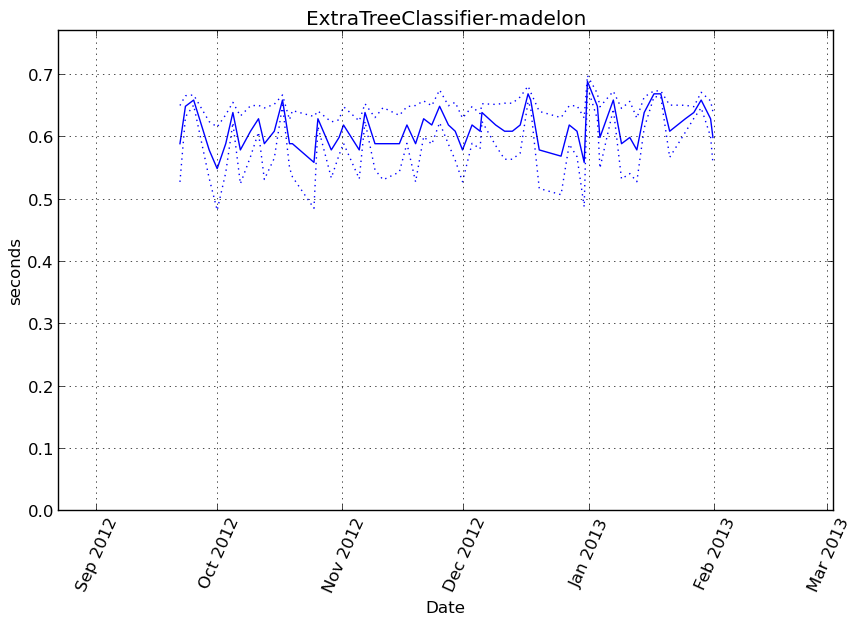 ExtraTreeClassifier-madelon
0.7
0.6
0.5
0.4
0.3
0.2
0.1
0.0
seconds
Sep 2012
Oct 2012
Nov 2012
Dec 2012
Jan 2013
Feb 2013
Mar 2013
Date